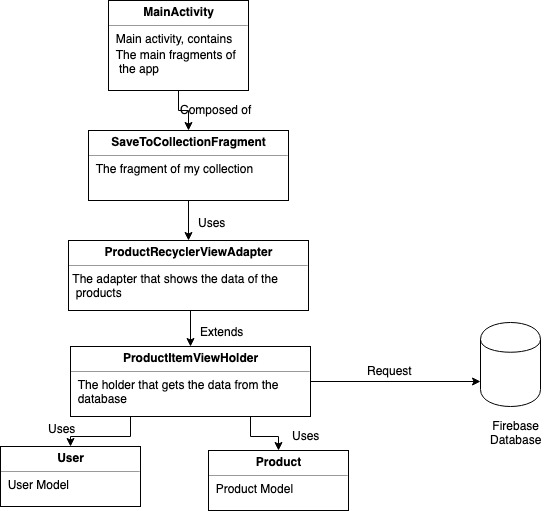 MainActivity
Main activity, contains
The main fragments of
the app
Composed of
SaveToCollectionFragment
The fragment of my collection
Uses
ProductRecyclerViewAdapter
The adapter that shows the data of the
products
Extends
ProductItemViewHolder
The holder that gets the data from the
database
Request
Firebase
Database
Uses
Uses
User
User Model
Product
Product Model